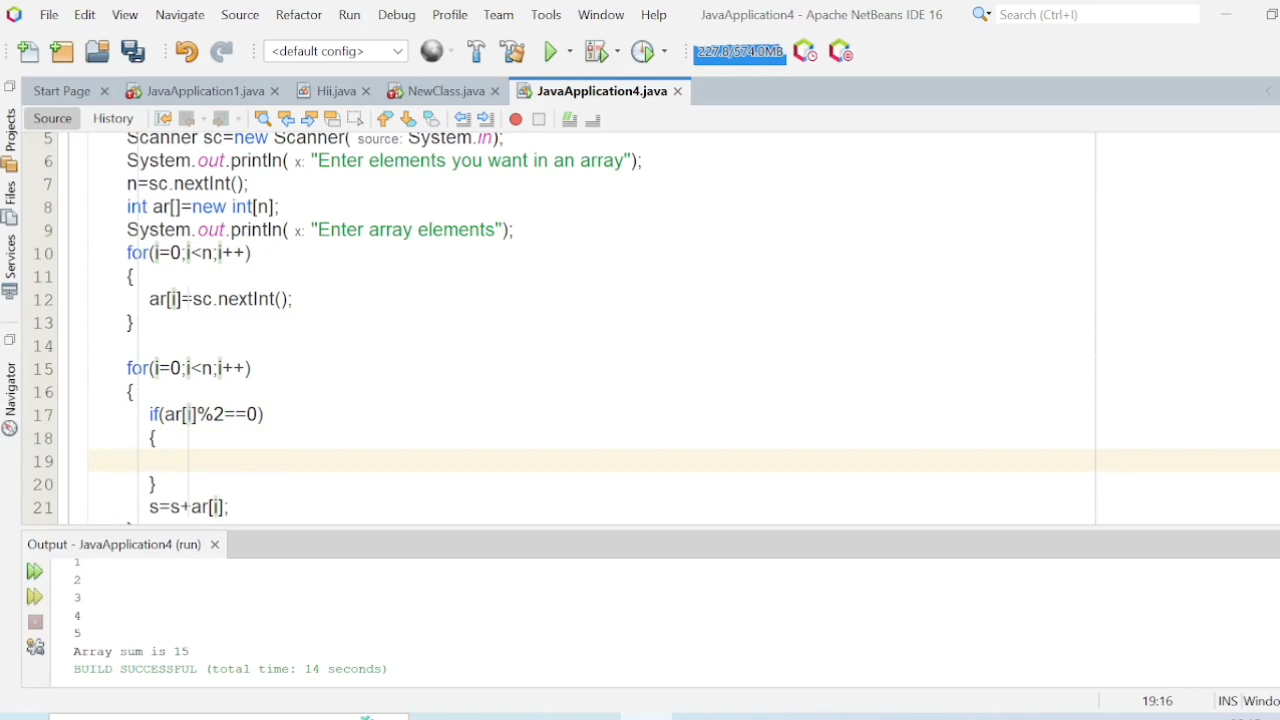 File Edit View Navigate Source Refactor Run Debug Profile Team Tools Window Help JavaApplication4 - Apache NetBeans IDE 16 Search (Ctrl+I)
<default config> 227.8/574.0MB
Start Page JavaApplication1.java Hii.java NewClass.java JavaApplication4.java
Source History
Projects
Files
Services
Navigator
5 Scanner sc=new Scanner( source: System.in);
6 System.out.println( x: "Enter elements you want in an array");
7 n=sc.nextInt();
8 int ar[]=new int[n];
9 System.out.println( x: "Enter array elements");
10 for(i=0;i<n;i++)
11 {
12 ar[i]=sc.nextInt();
13 }
14
15 for(i=0;i<n;i++)
16 {
17 if(ar[i]%2==0)
18 {
19
20 }
21 s=s+ar[i];
Output - JavaApplication4 (run)
1
2
3
4
5
Array sum is 15
BUILD SUCCESSFUL (total time: 14 seconds)
19:16 INS Windo